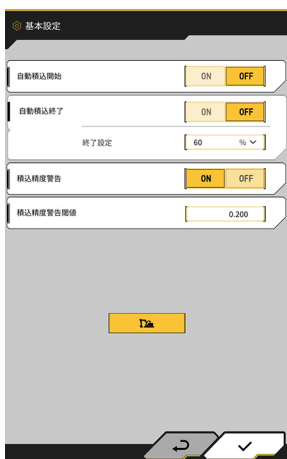 基本設定
自動積込開始 ON OFF
自動積込終了 ON OFF
終了設定 60 %
積込精度警告 ON OFF
積込精度警告閾値 0.200